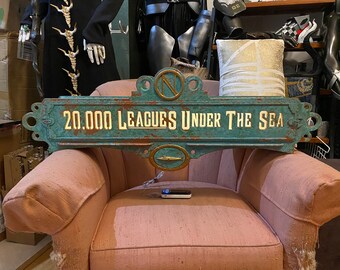 N
20,000 LEAGUES UNDER THE SEA